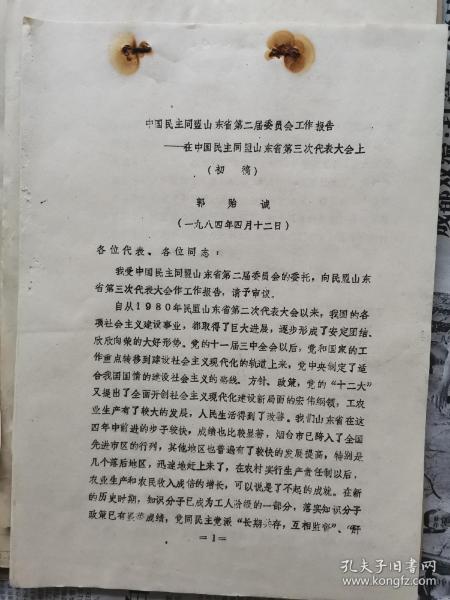 中国民主同盟山东省第二届委员会工作报告
——在中国民主同盟山东省第三次代表大会上
（初稿）
郭贻诚
（一九八四年四月十二日）
各位代表、各位同志：
我受中国民主同盟山东省第二届委员会的委托，向民盟山东
省第三次代表大会作工作报告，请予审议。
自从1980年民盟山东省第二次代表大会以来，我国的各
项社会主义建设事业，都取得了巨大进展，逐步形成了安定团结、
欣欣向荣的大好形势。党的十一届三中全会以后，党和国家的工
作重点转移到建设社会主义现代化的轨道上来，党中央制定了适
合我国国情的建设社会主义的路线、方针、政策，党的“十二大”
又提出了全面开创社会主义现代化建设新局面的宏伟纲领，工农
业生产有了较大的发展，人民生活得到了改善。我们山东省在这
四年中前进的步子较快，成绩也比较显著，烟台市已跨入了全国
先进市区的行列，其他地区也普遍有了较快的发展提高，特别是
几个落后地区，迅速地赶上来了，在农村实行生产责任制以后，
农业生产和农民收入成倍的增长，可以说是了不起的成就。在新
的历史时期，知识分子已成为工人阶级的一部分，落实知识分子
政策已有显著成绩，党同民主党派“长期共存，互相监督”、“肝
＝1＝
孔夫子旧书网